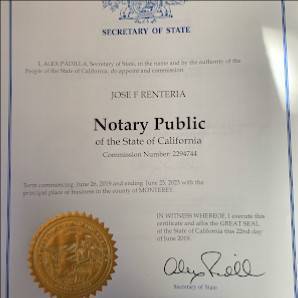 SECRETARY OF STATE
I, ALEX PADILLA, Secretary of State, in the name and by the authority of the
People of the State of California, do appoint and commission
JOSE F RENTERIA
Notary Public
of the State of California
Commission Number: 2294744
Term commencing June 26, 2019 and ending June 25, 2023 with the
principal place or business in the county of MONTEREY
IN WITNESS WHEREOF, I execute this
certificate and affix the GREAT SEAL
of the State of California this 22nd day
of June 2019.
Alex Padilla
Secretary of State